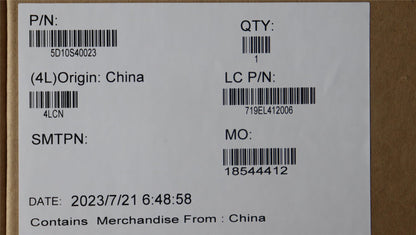 P/N:
5D10S40023
QTY:
1
(4L)Origin: China
4LCN
LC P/N:
719EL412006
SMTPN:
MO:
18544412
DATE: 2023/7/21 6:48:58
Contains Merchandise From : China